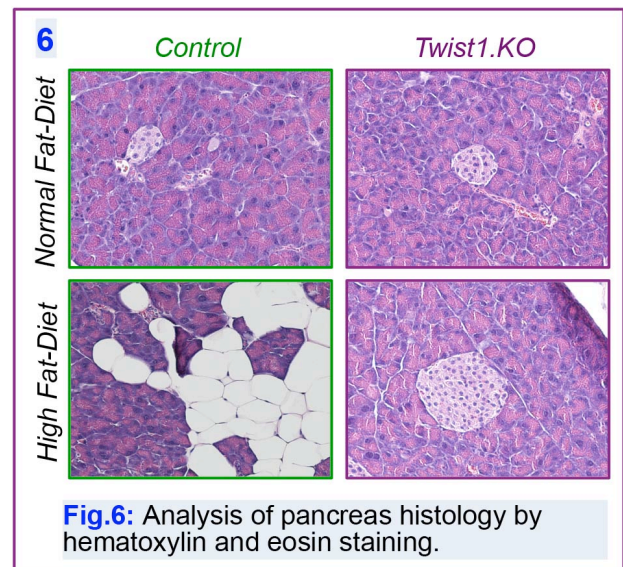 6
Control
Twist1.KO
Normal Fat-Diet
High Fat-Diet
Fig.6: Analysis of pancreas histology by
hematoxylin and eosin staining.